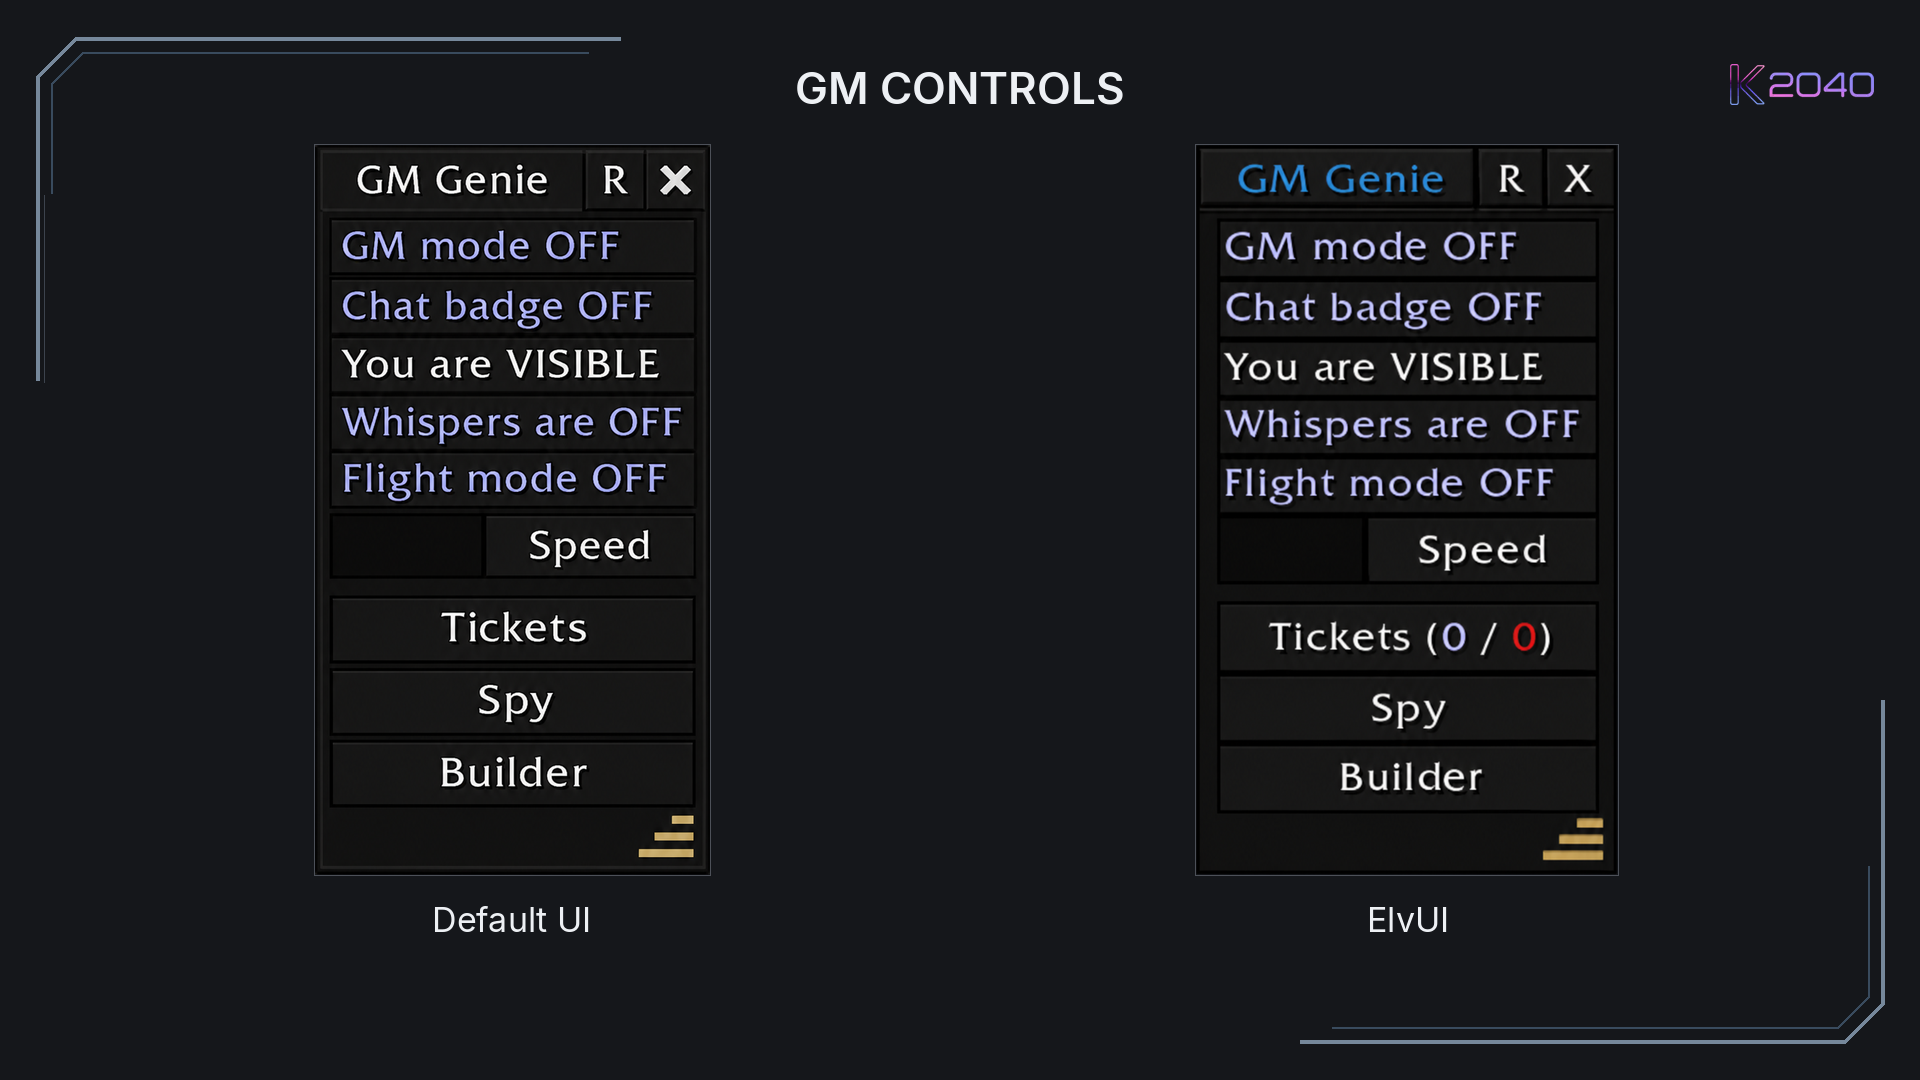 GM CONTROLS
K2040
GM Genie R X
GM mode OFF
Chat badge OFF
You are VISIBLE
Whispers are OFF
Flight mode OFF
Speed
Tickets
Spy
Builder
Default UI
GM Genie R X
GM mode OFF
Chat badge OFF
You are VISIBLE
Whispers are OFF
Flight mode OFF
Speed
Tickets (0 / 0)
Spy
Builder
ElvUI